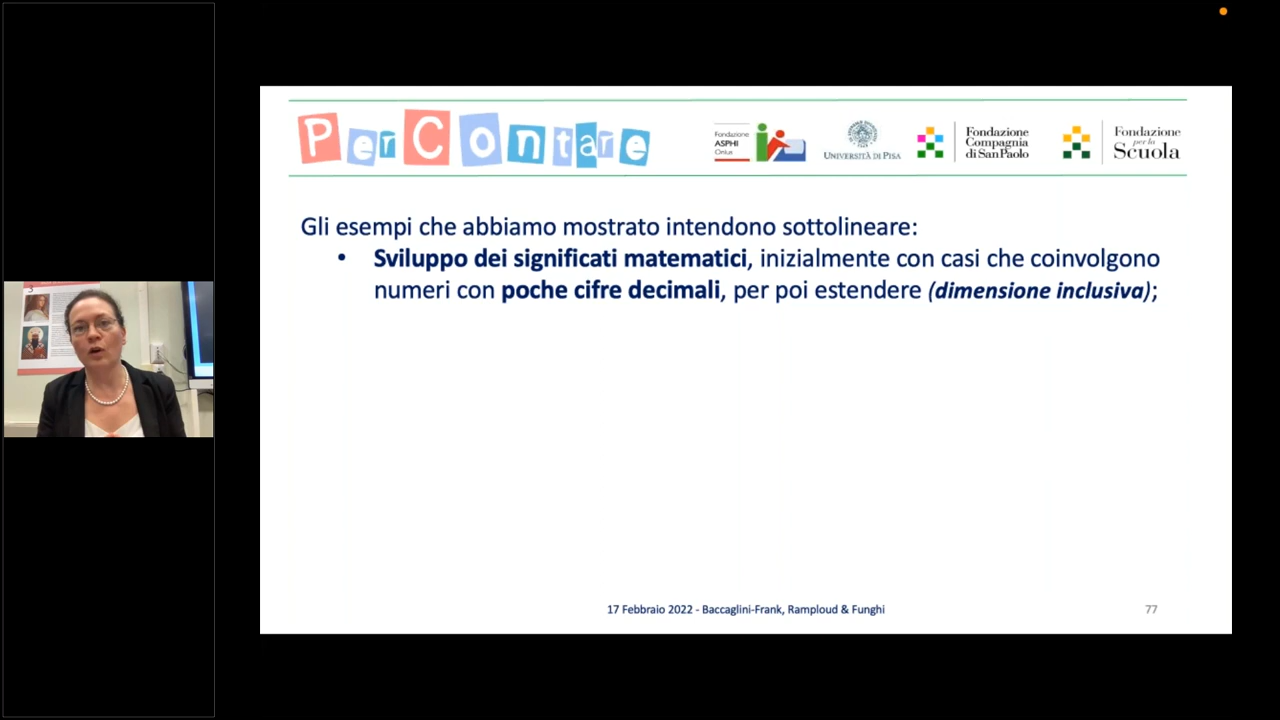 PerContare
Fondazione
ASPHI
Onlus
UNIVERSITÀ DI PISA
Fondazione
Compagnia
di San Paolo
Fondazione
per la
Scuola
Gli esempi che abbiamo mostrato intendono sottolineare:
• Sviluppo dei significati matematici, inizialmente con casi che coinvolgono
numeri con poche cifre decimali, per poi estendere (dimensione inclusiva);
17 Febbraio 2022 - Baccaglini-Frank, Ramploud & Funghi
77